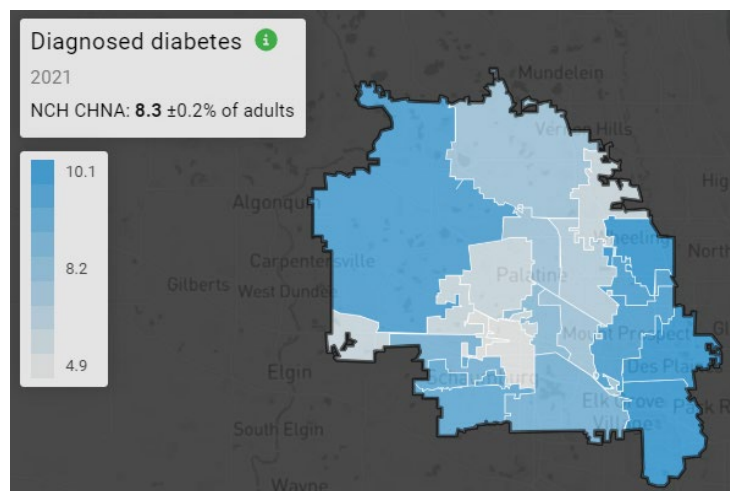 Diagnosed diabetes
2021
NCH CHNA: 8.3 ±0.2% of adults
10.1
8.2
4.9
Mundelein
Vernon Hills
Algonquin
Wheeling
North
Carpentersville
Palatine
Gilberts
West Dundee
Mount Prospect
Elgin
Schaumburg
Des Plaines
Elk Grove
Village
Park R
South Elgin
Wayne